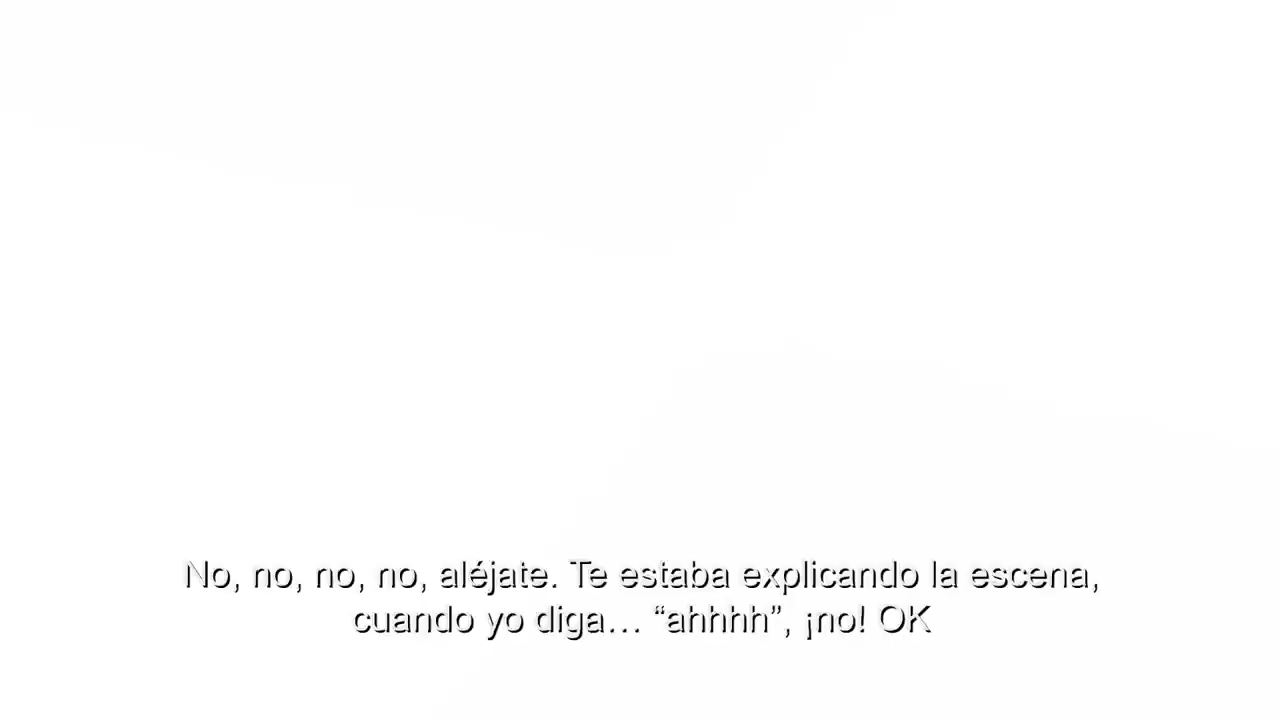 No, no, no, no, aléjate. Te estaba explicando la escena,
cuando yo diga… “ahhhh”, ¡no! OK